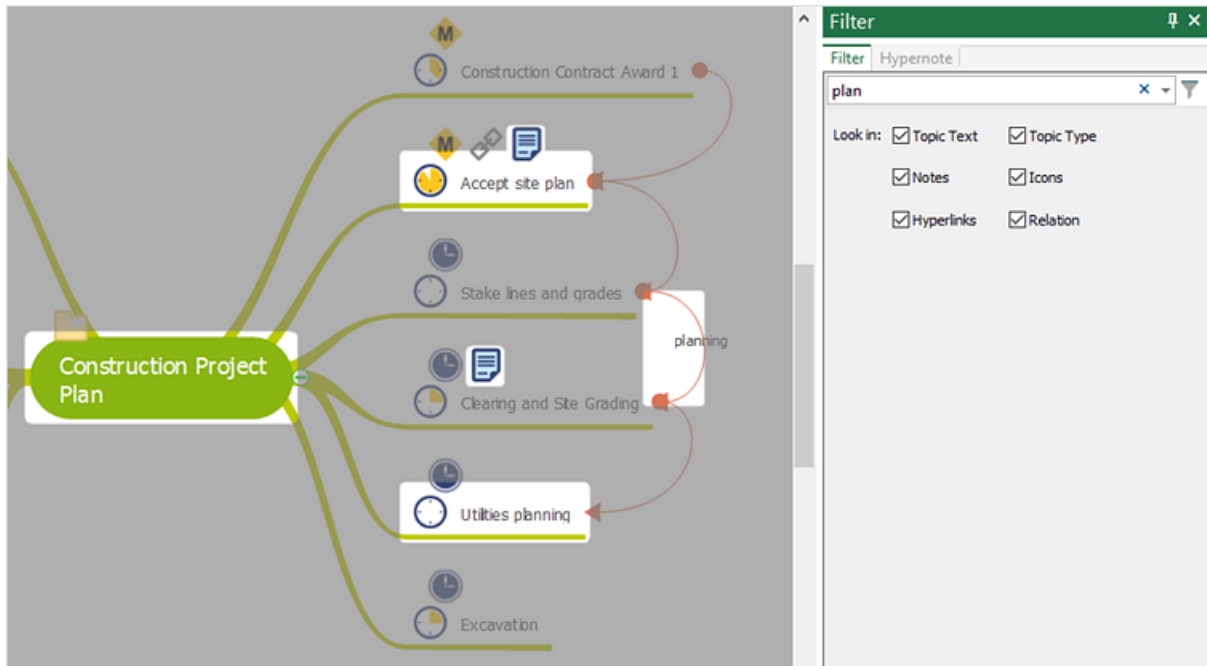 M
Construction Contract Award 1
M
Accept site plan
Stake lines and grades
planning
Construction Project
Plan
Clearing and Site Grading
Utilities planning
Excavation
Filter
Filter Hypernote
plan
Look in: Topic Text Topic Type
Notes Icons
Hyperlinks Relation